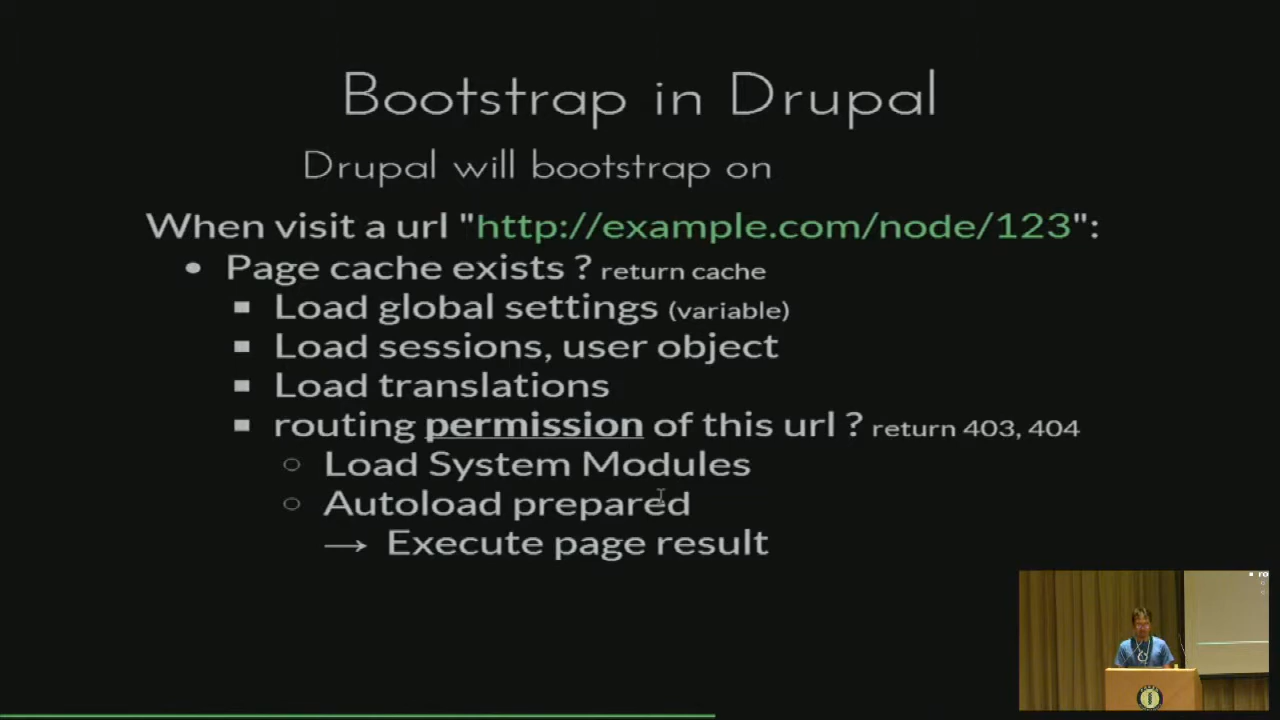 Bootstrap in Drupal
Drupal will bootstrap on
When visit a url "http://example.com/node/123":
• Page cache exists ? return cache
▪ Load global settings (variable)
▪ Load sessions, user object
▪ Load translations
▪ routing permission of this url ? return 403, 404
○ Load System Modules
○ Autoload prepared
→ Execute page result